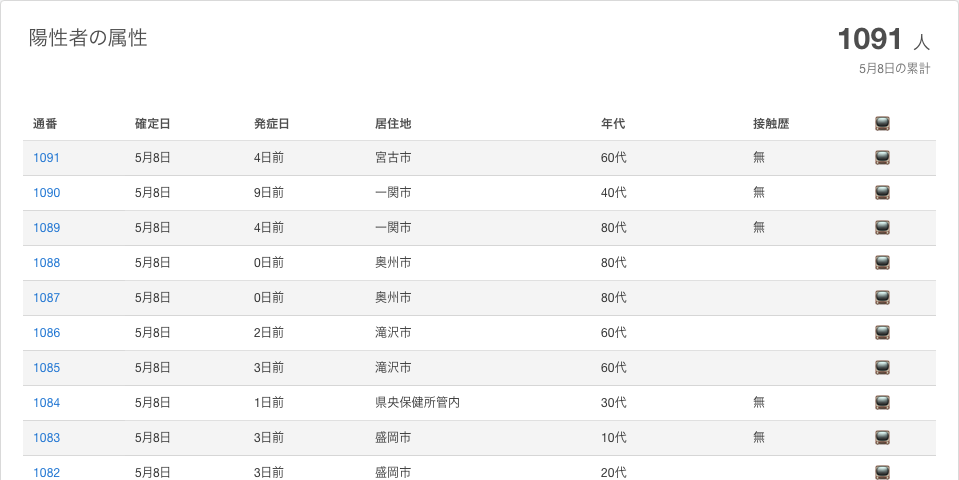 陽性者の属性
1091 人
5月8日の累計
通番 確定日 発症日 居住地 年代 接触歴
1091 5月8日 4日前 宮古市 60代 無
1090 5月8日 9日前 一関市 40代 無
1089 5月8日 4日前 一関市 80代 無
1088 5月8日 0日前 奥州市 80代
1087 5月8日 0日前 奥州市 80代
1086 5月8日 2日前 滝沢市 60代
1085 5月8日 3日前 滝沢市 60代
1084 5月8日 1日前 県央保健所管内 30代 無
1083 5月8日 3日前 盛岡市 10代 無
1082 5月8日 3日前 盛岡市 20代